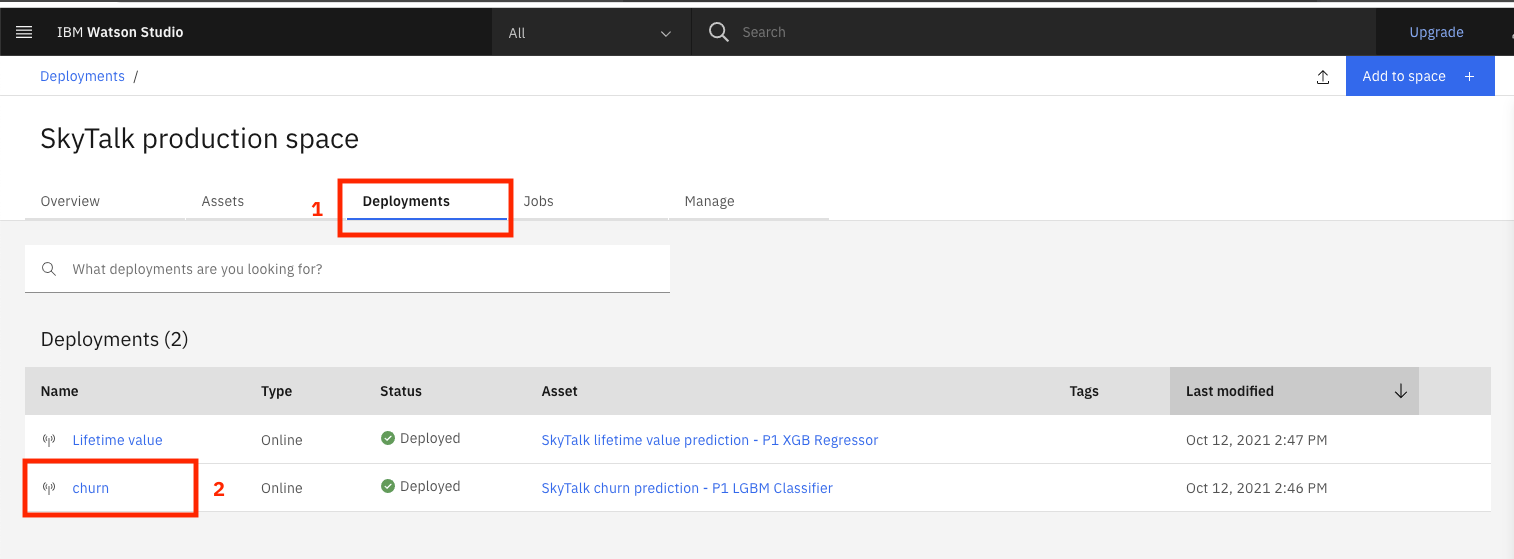 IBM Watson Studio All Search Upgrade
Deployments / Add to space +
SkyTalk production space
Overview Assets 1 Deployments Jobs Manage
What deployments are you looking for?
Deployments (2)
Name Type Status Asset Tags Last modified
Lifetime value Online Deployed SkyTalk lifetime value prediction - P1 XGB Regressor Oct 12, 2021 2:47 PM
churn 2 Online Deployed SkyTalk churn prediction - P1 LGBM Classifier Oct 12, 2021 2:46 PM